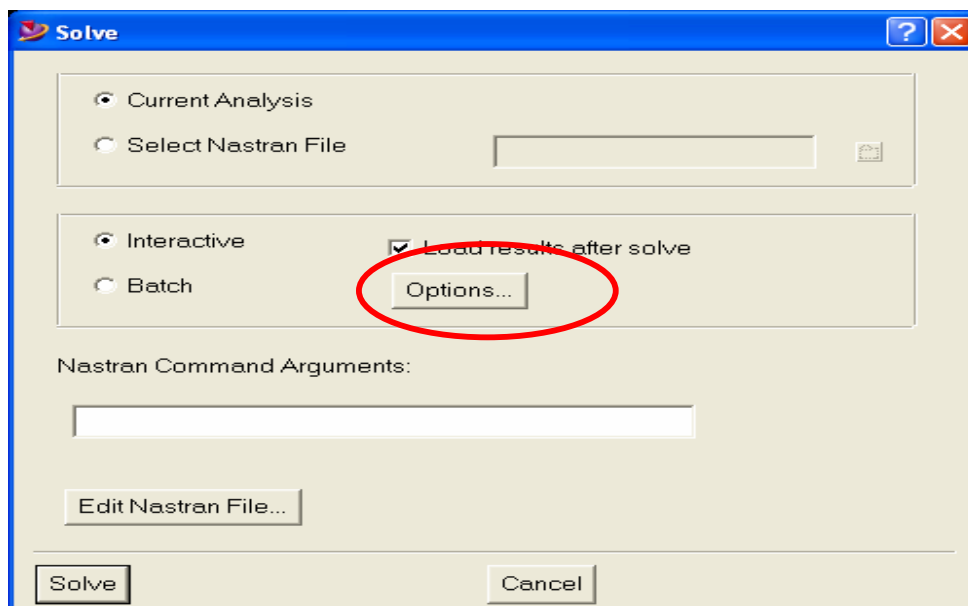 Solve
Current Analysis
Select Nastran File
Interactive
Load results after solve
Batch
Options...
Nastran Command Arguments:
Edit Nastran File...
Solve
Cancel